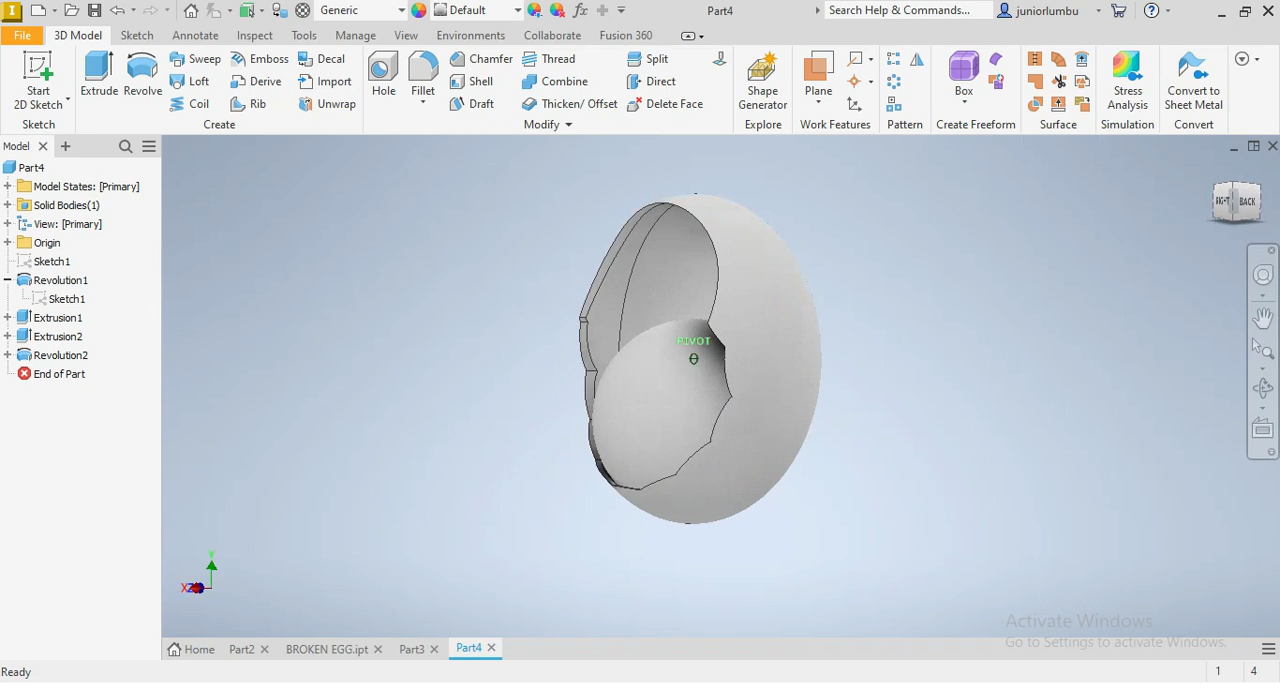 Generic
Default
Part4
Search Help & Commands...
juniorlumbu
File
3D Model
Sketch
Annotate
Inspect
Tools
Manage
View
Environments
Collaborate
Fusion 360
Start
2D Sketch
Extrude
Revolve
Sweep
Loft
Coil
Emboss
Derive
Rib
Decal
Import
Unwrap
Hole
Fillet
Chamfer
Shell
Draft
Thread
Combine
Thicken/ Offset
Split
Direct
Delete Face
Shape
Generator
Plane
Box
Stress
Analysis
Convert to
Sheet Metal
Sketch
Create
Modify
Explore
Work Features
Pattern
Create Freeform
Surface
Simulation
Convert
Model
Part4
Model States: [Primary]
Solid Bodies(1)
View: [Primary]
Origin
Sketch1
Revolution1
Sketch1
Extrusion1
Extrusion2
Revolution2
End of Part
BACK
PIVOT
Y
Activate Windows
Go to Settings to activate Windows.
Home
Part2
BROKEN EGG.ipt
Part3
Part4
Ready
1
4